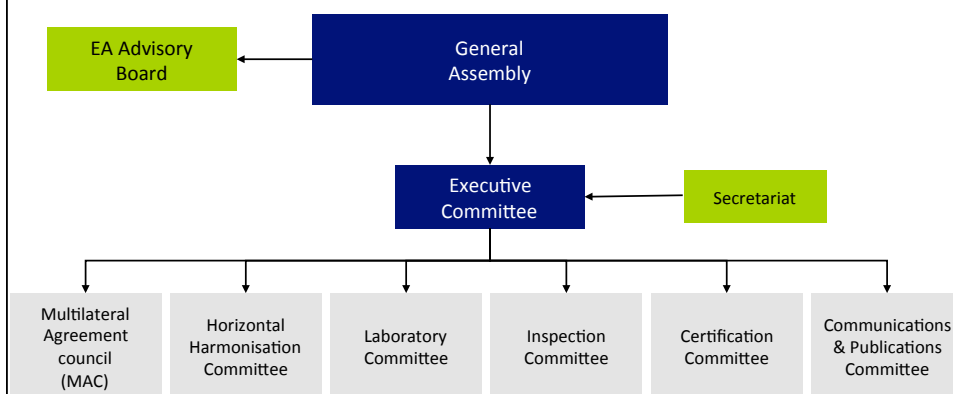 EA Advisory
Board
General
Assembly
Executive
Committee
Secretariat
Multilateral
Agreement
council
(MAC)
Horizontal
Harmonisation
Committee
Laboratory
Committee
Inspection
Committee
Certification
Committee
Communications
& Publications
Committee